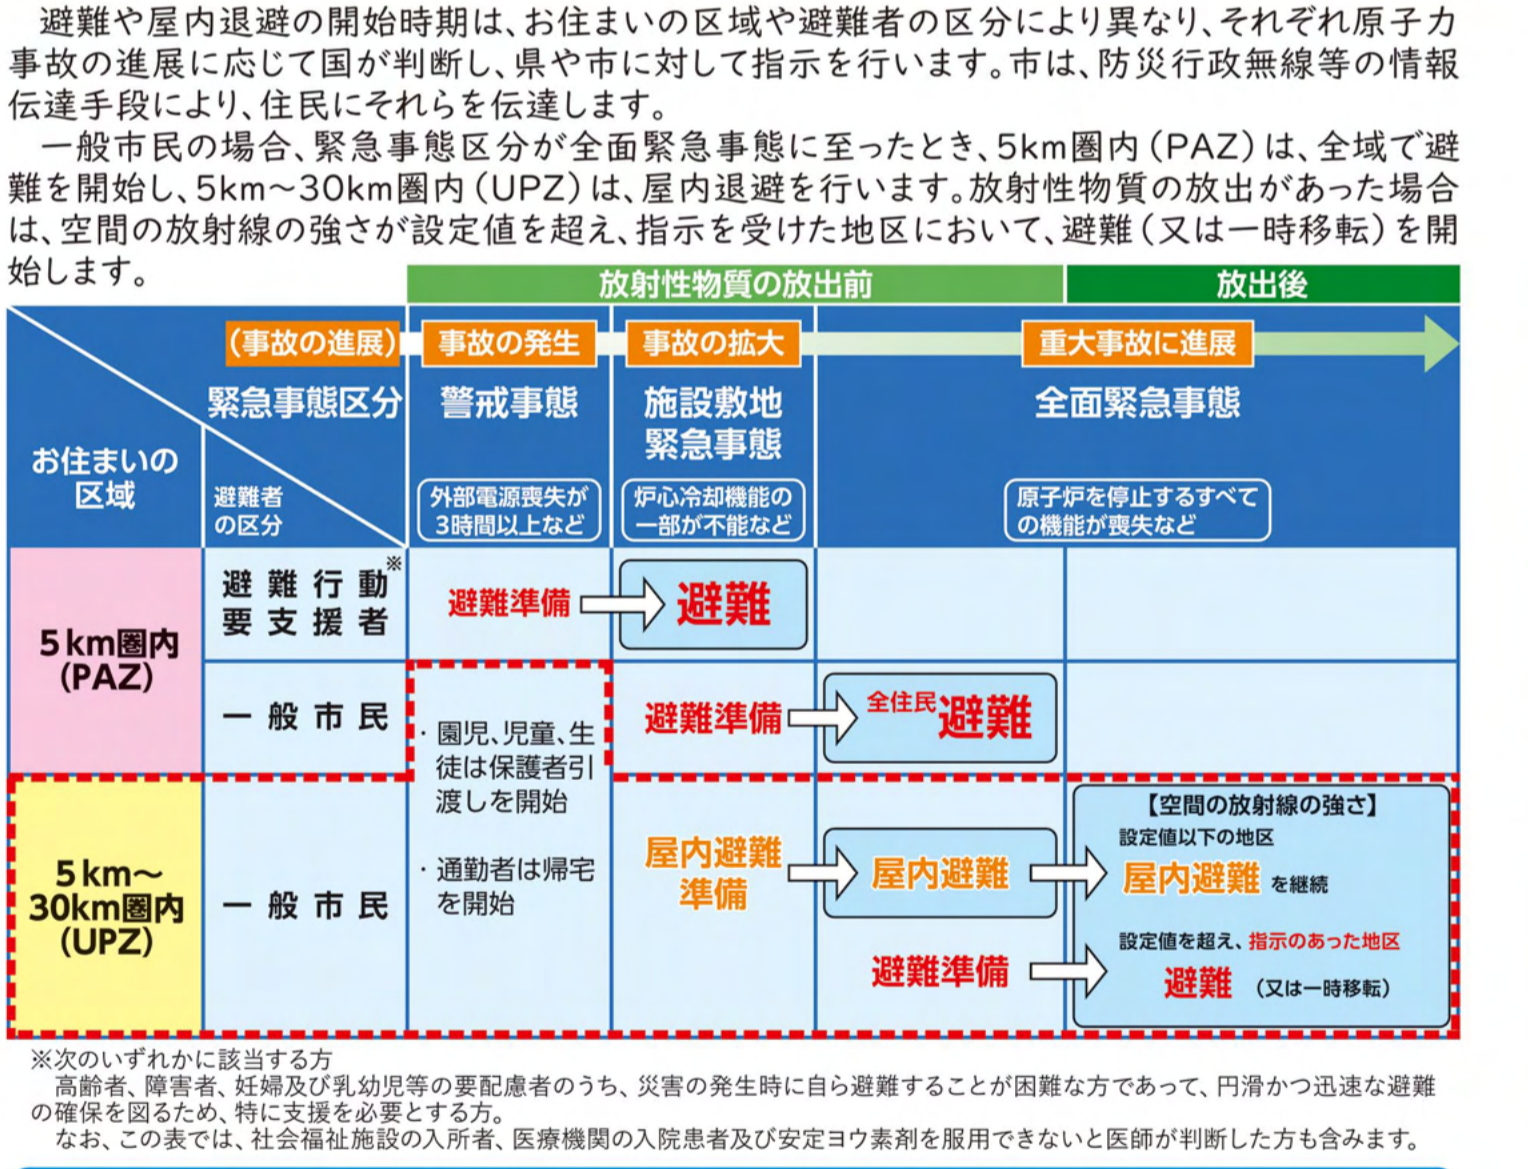 避難や屋内退避の開始時期は、お住まいの区域や避難者の区分により異なり、それぞれ原子力
事故の進展に応じて国が判断し、県や市に対して指示を行います。市は、防災行政無線等の情報
伝達手段により、住民にそれらを伝達します。
一般市民の場合、緊急事態区分が全面緊急事態に至ったとき、5km圏内（PAZ）は、全域で避
難を開始し、5km～30km圏内（UPZ）は、屋内退避を行います。放射性物質の放出があった場合
は、空間の放射線の強さが設定値を超え、指示を受けた地区において、避難（又は一時移転）を開
始します。
放射性物質の放出前
放出後
（事故の進展）
事故の発生
事故の拡大
重大事故に進展
緊急事態区分
警戒事態
施設敷地
緊急事態
全面緊急事態
お住まいの
区域
避難者
の区分
外部電源喪失が
3時間以上など
炉心冷却機能の
一部が不能など
原子炉を停止するすべて
の機能が喪失など
5km圏内
（PAZ）
避難行動※
要支援者
避難準備
避難
一般市民
・園児、児童、生
徒は保護者引
渡しを開始
・通勤者は帰宅
を開始
避難準備
全住民避難
5km～
30km圏内
（UPZ）
一般市民
屋内避難
準備
屋内避難
避難準備
【空間の放射線の強さ】
設定値以下の地区
屋内避難を継続
設定値を超え、指示のあった地区
避難（又は一時移転）
※次のいずれかに該当する方
高齢者、障害者、妊婦及び乳幼児等の要配慮者のうち、災害の発生時に自ら避難することが困難な方であって、円滑かつ迅速な避難
の確保を図るため、特に支援を必要とする方。
なお、この表では、社会福祉施設の入所者、医療機関の入院患者及び安定ヨウ素剤を服用できないと医師が判断した方も含みます。